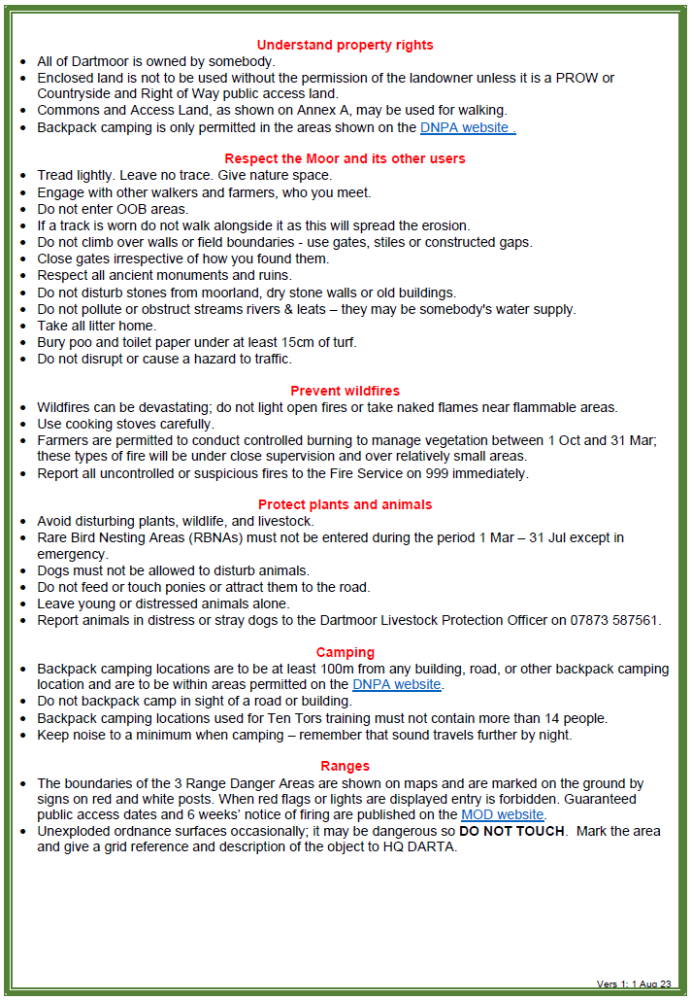 Understand property rights
• All of Dartmoor is owned by somebody.
• Enclosed land is not to be used without the permission of the landowner unless it is a PROW or
Countryside and Right of Way public access land.
• Commons and Access Land, as shown on Annex A, may be used for walking.
• Backpack camping is only permitted in the areas shown on the DNPA website .
Respect the Moor and its other users
• Tread lightly. Leave no trace. Give nature space.
• Engage with other walkers and farmers, who you meet.
• Do not enter OOB areas.
• If a track is worn do not walk alongside it as this will spread the erosion.
• Do not climb over walls or field boundaries - use gates, stiles or constructed gaps.
• Close gates irrespective of how you found them.
• Respect all ancient monuments and ruins.
• Do not disturb stones from moorland, dry stone walls or old buildings.
• Do not pollute or obstruct streams rivers & leats – they may be somebody's water supply.
• Take all litter home.
• Bury poo and toilet paper under at least 15cm of turf.
• Do not disrupt or cause a hazard to traffic.
Prevent wildfires
• Wildfires can be devastating; do not light open fires or take naked flames near flammable areas.
• Use cooking stoves carefully.
• Farmers are permitted to conduct controlled burning to manage vegetation between 1 Oct and 31 Mar;
these types of fire will be under close supervision and over relatively small areas.
• Report all uncontrolled or suspicious fires to the Fire Service on 999 immediately.
Protect plants and animals
• Avoid disturbing plants, wildlife, and livestock.
• Rare Bird Nesting Areas (RBNAs) must not be entered during the period 1 Mar – 31 Jul except in
emergency.
• Dogs must not be allowed to disturb animals.
• Do not feed or touch ponies or attract them to the road.
• Leave young or distressed animals alone.
• Report animals in distress or stray dogs to the Dartmoor Livestock Protection Officer on 07873 587561.
Camping
• Backpack camping locations are to be at least 100m from any building, road, or other backpack camping
location and are to be within areas permitted on the DNPA website.
• Do not backpack camp in sight of a road or building.
• Backpack camping locations used for Ten Tors training must not contain more than 14 people.
• Keep noise to a minimum when camping – remember that sound travels further by night.
Ranges
• The boundaries of the 3 Range Danger Areas are shown on maps and are marked on the ground by
signs on red and white posts. When red flags or lights are displayed entry is forbidden. Guaranteed
public access dates and 6 weeks’ notice of firing are published on the MOD website.
• Unexploded ordnance surfaces occasionally; it may be dangerous so DO NOT TOUCH. Mark the area
and give a grid reference and description of the object to HQ DARTA.
Vers 1: 1 Aug 23